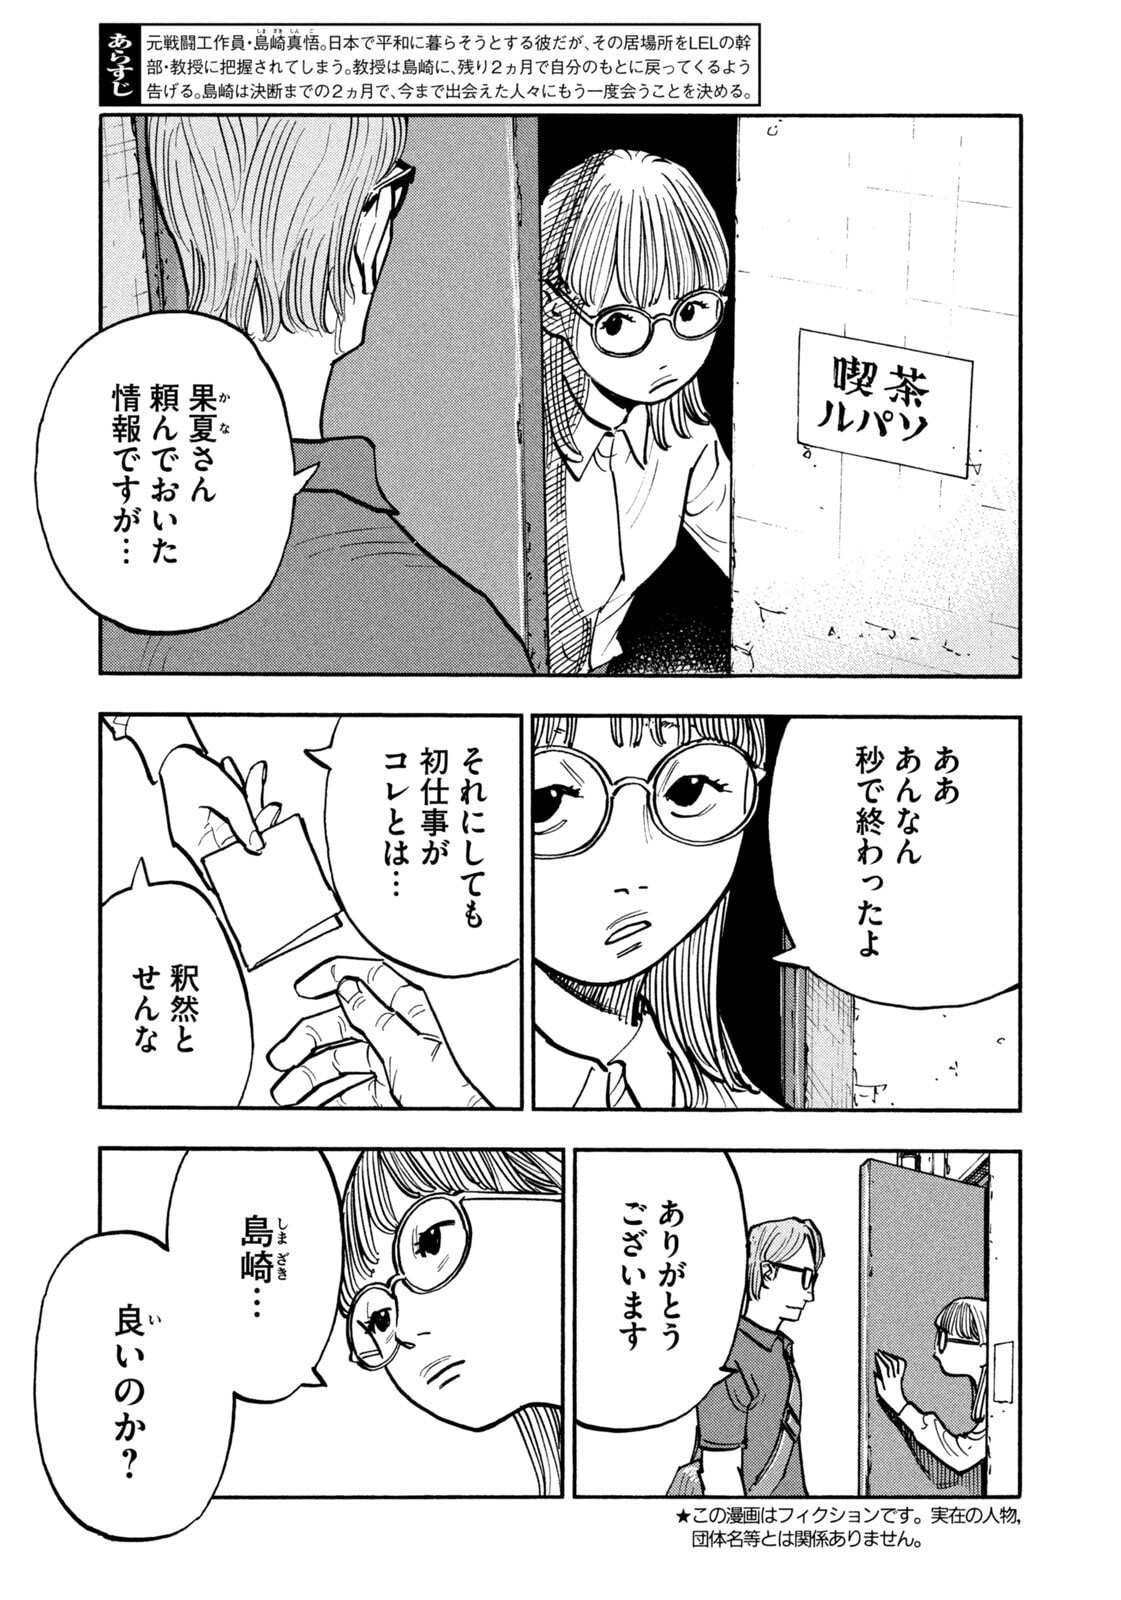 あらすじ
元戦闘工作員・島崎真悟。日本で平和に暮らそうとする彼だが、その居場所をLELの幹
部・教授に把握されてしまう。教授は島崎に、残り2ヵ月で自分のもとに戻ってくるよう
告げる。島崎は決断までの2ヵ月で、今まで出会えた人々にもう一度会うことを決める。
喫茶
ルパソ
果夏さん
頼んでおいた
情報ですが…
ああ
あんなん
秒で終わったよ
それにしても
初仕事が
コレとは…
釈然と
せんな
ありがとう
ございます
島崎…
良いのか？
★この漫画はフィクションです。実在の人物,
団体名等とは関係ありません。